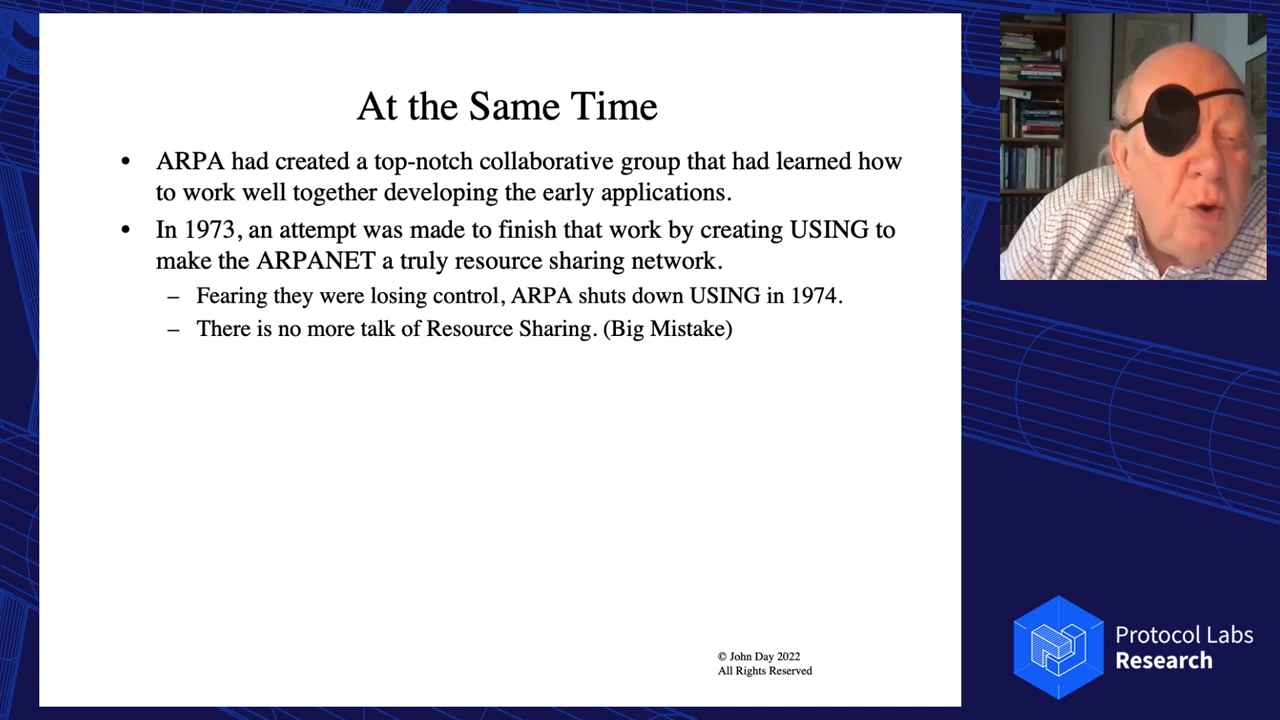 At the Same Time
• ARPA had created a top-notch collaborative group that had learned how
to work well together developing the early applications.
• In 1973, an attempt was made to finish that work by creating USING to
make the ARPANET a truly resource sharing network.
– Fearing they were losing control, ARPA shuts down USING in 1974.
– There is no more talk of Resource Sharing. (Big Mistake)
© John Day 2022
All Rights Reserved
Protocol Labs
Research